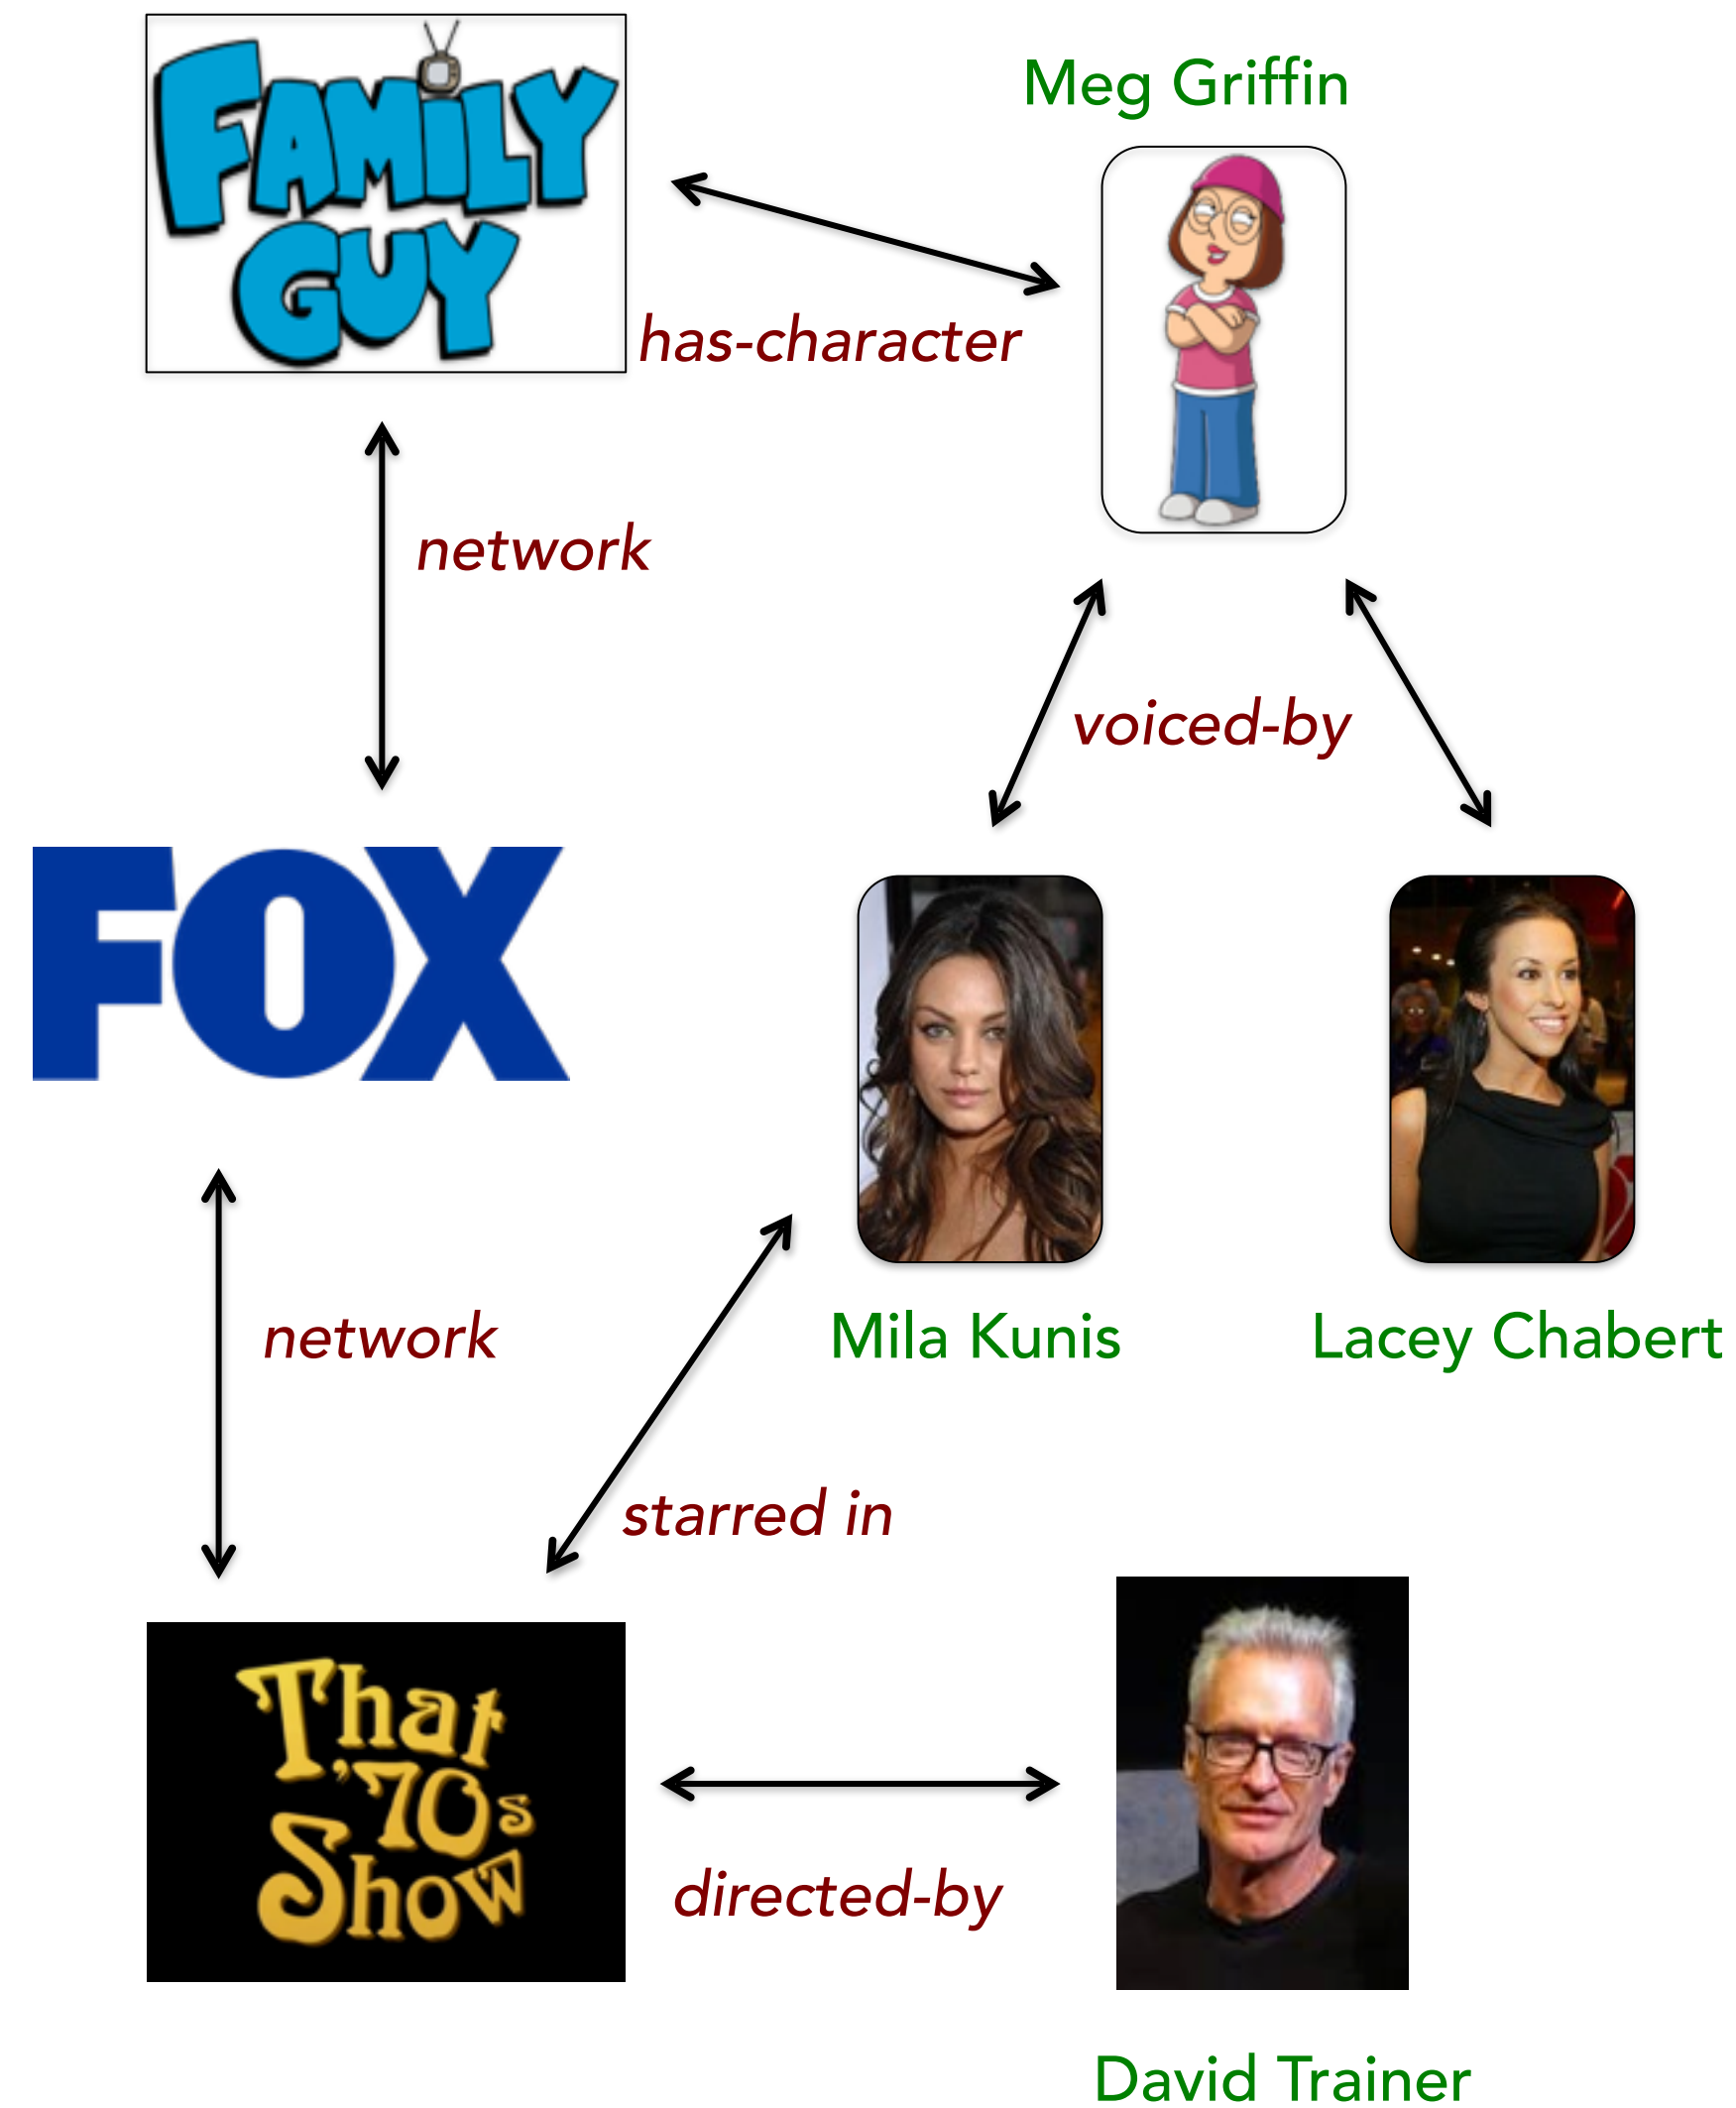 FAMILY
GUY
Meg Griffin
has-character
network
voiced-by
FOX
Mila Kunis
Lacey Chabert
network
starred in
That
'70s
Show
directed-by
David Trainer